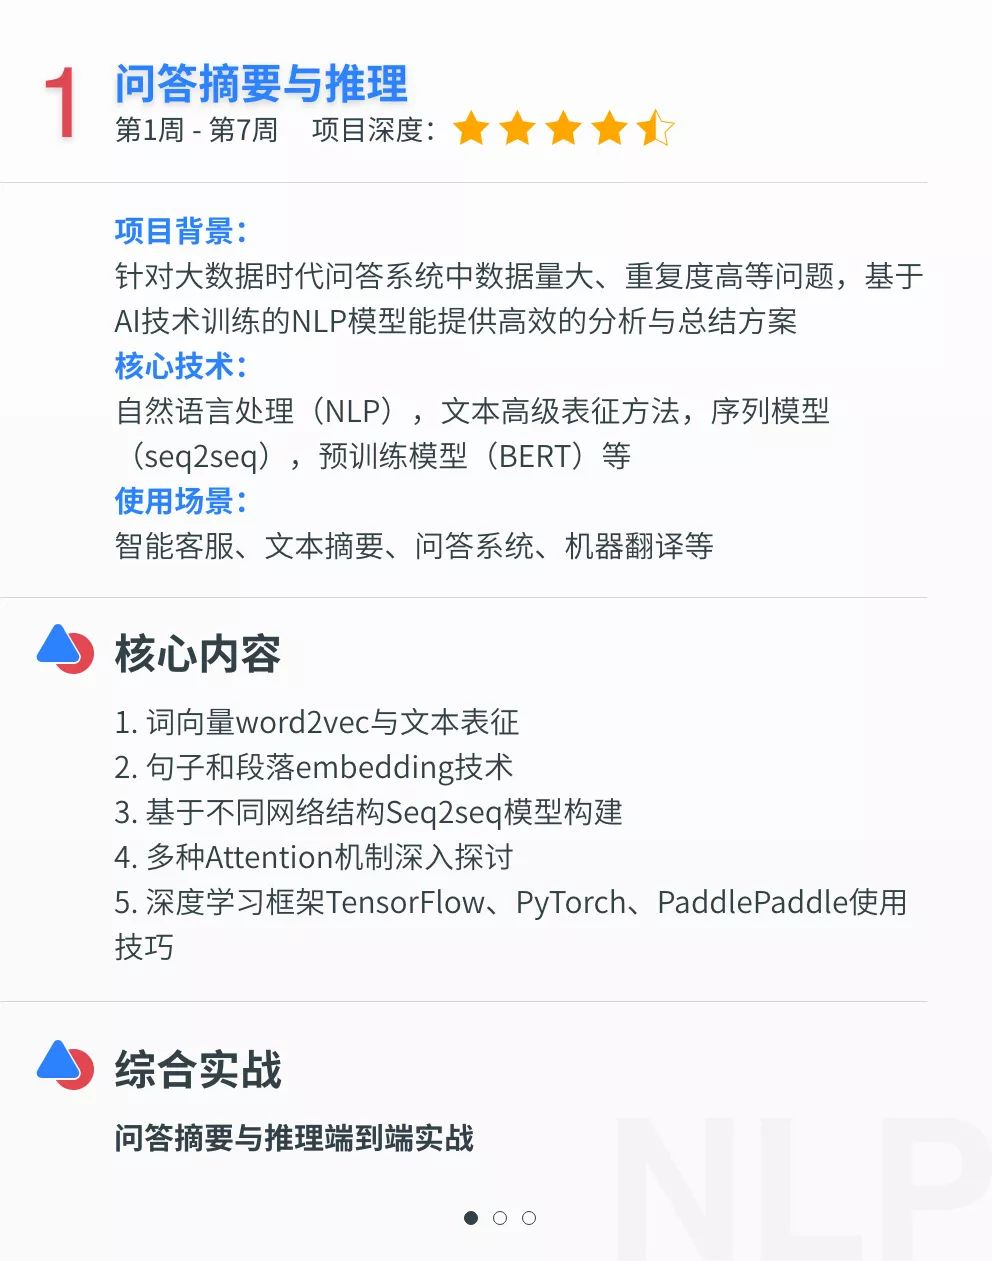 1
问答摘要与推理
第1周 - 第7周 项目深度：
项目背景：
针对大数据时代问答系统中数据量大、重复度高等问题，基于
AI技术训练的NLP模型能提供高效的分析与总结方案
核心技术：
自然语言处理（NLP），文本高级表征方法，序列模型
（seq2seq），预训练模型（BERT）等
使用场景：
智能客服、文本摘要、问答系统、机器翻译等
核心内容
1. 词向量word2vec与文本表征
2. 句子和段落embedding技术
3. 基于不同网络结构Seq2seq模型构建
4. 多种Attention机制深入探讨
5. 深度学习框架TensorFlow、PyTorch、PaddlePaddle使用
技巧
综合实战
问答摘要与推理端到端实战
NLP